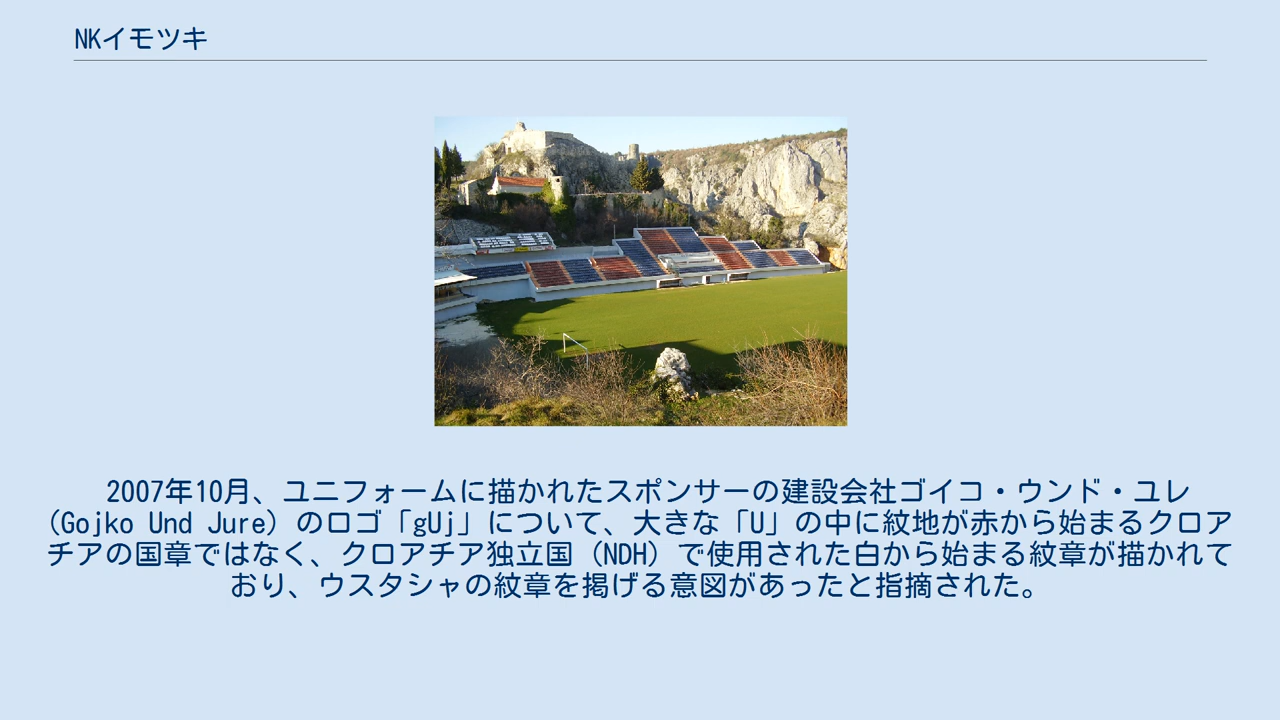 NKイモツキ
2007年10月、ユニフォームに描かれたスポンサーの建設会社ゴイコ・ウンド・ユレ
(Gojko Und Jure) のロゴ「gUj」について、大きな「U」の中に紋地が赤から始まるクロア
チアの国章ではなく、クロアチア独立国 (NDH) で使用された白から始まる紋章が描かれて
おり、ウスタシャの紋章を掲げる意図があったと指摘された。